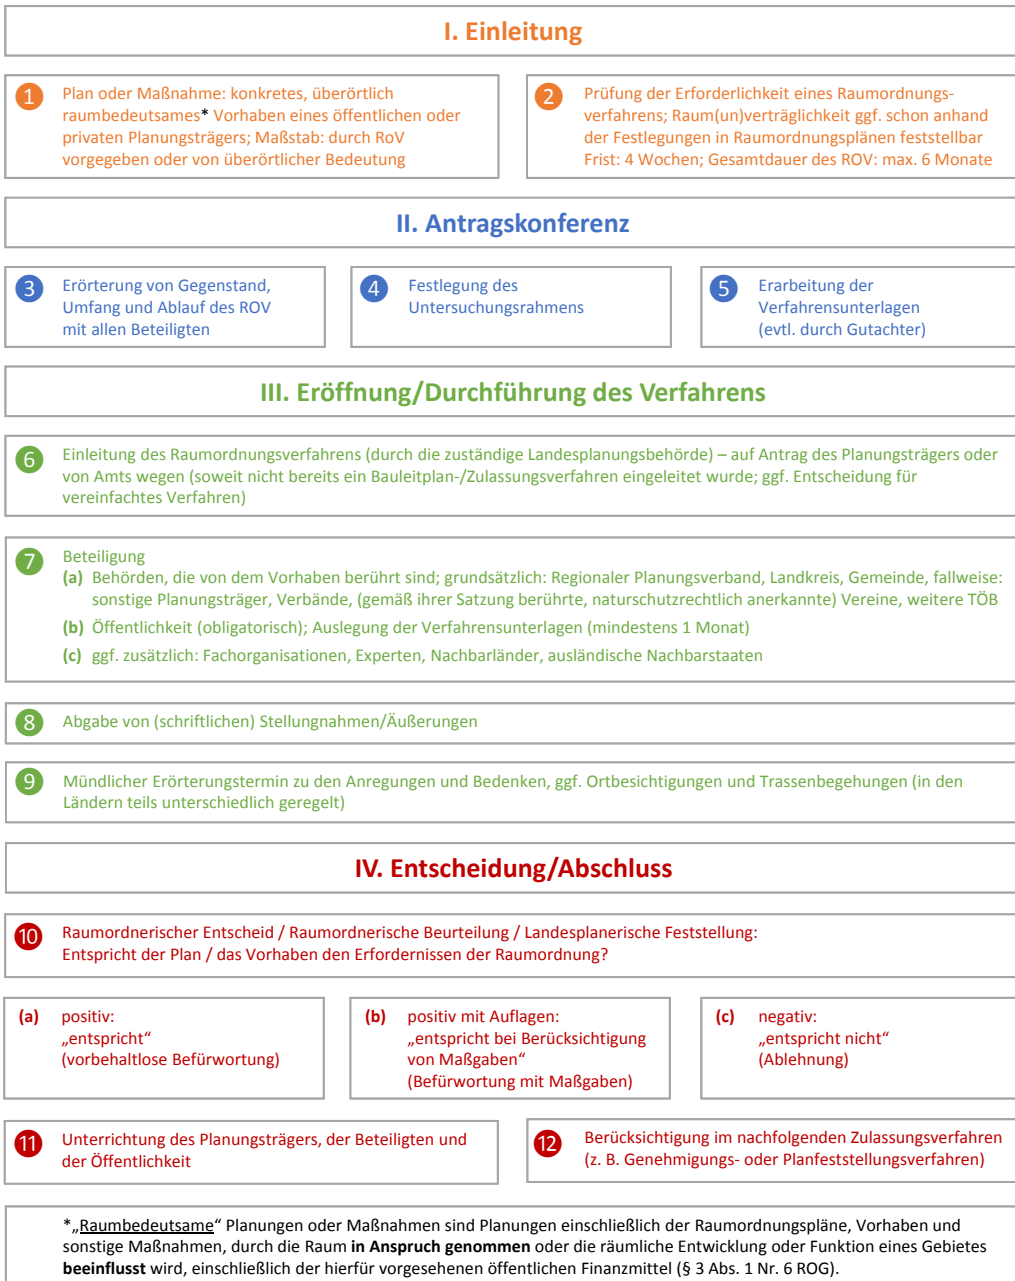 I. Einleitung
1 Plan oder Maßnahme: konkretes, überörtlich
raumbedeutsames* Vorhaben eines öffentlichen oder
privaten Planungsträgers; Maßstab: durch RoV
vorgegeben oder von überörtlicher Bedeutung
2 Prüfung der Erforderlichkeit eines Raumordnungs-
verfahrens; Raum(un)verträglichkeit ggf. schon anhand
der Festlegungen in Raumordnungsplänen feststellbar
Frist: 4 Wochen; Gesamtdauer des ROV: max. 6 Monate
II. Antragskonferenz
3 Erörterung von Gegenstand,
Umfang und Ablauf des ROV
mit allen Beteiligten
4 Festlegung des
Untersuchungsrahmens
5 Erarbeitung der
Verfahrensunterlagen
(evtl. durch Gutachter)
III. Eröffnung/Durchführung des Verfahrens
6 Einleitung des Raumordnungsverfahrens (durch die zuständige Landesplanungsbehörde) – auf Antrag des Planungsträgers oder
von Amts wegen (soweit nicht bereits ein Bauleitplan-/Zulassungsverfahren eingeleitet wurde; ggf. Entscheidung für
vereinfachtes Verfahren)
7 Beteiligung
(a) Behörden, die von dem Vorhaben berührt sind; grundsätzlich: Regionaler Planungsverband, Landkreis, Gemeinde, fallweise:
sonstige Planungsträger, Verbände, (gemäß ihrer Satzung berührte, naturschutzrechtlich anerkannte) Vereine, weitere TÖB
(b) Öffentlichkeit (obligatorisch); Auslegung der Verfahrensunterlagen (mindestens 1 Monat)
(c) ggf. zusätzlich: Fachorganisationen, Experten, Nachbarländer, ausländische Nachbarstaaten
8 Abgabe von (schriftlichen) Stellungnahmen/Äußerungen
9 Mündlicher Erörterungstermin zu den Anregungen und Bedenken, ggf. Ortbesichtigungen und Trassenbegehungen (in den
Ländern teils unterschiedlich geregelt)
IV. Entscheidung/Abschluss
10 Raumordnerischer Entscheid / Raumordnerische Beurteilung / Landesplanerische Feststellung:
Entspricht der Plan / das Vorhaben den Erfordernissen der Raumordnung?
(a) positiv:
„entspricht“
(vorbehaltlose Befürwortung)
(b) positiv mit Auflagen:
„entspricht bei Berücksichtigung
von Maßgaben“
(Befürwortung mit Maßgaben)
(c) negativ:
„entspricht nicht“
(Ablehnung)
11 Unterrichtung des Planungsträgers, der Beteiligten und
der Öffentlichkeit
12 Berücksichtigung im nachfolgenden Zulassungsverfahren
(z. B. Genehmigungs- oder Planfeststellungsverfahren)
*„Raumbedeutsame“ Planungen oder Maßnahmen sind Planungen einschließlich der Raumordnungspläne, Vorhaben und
sonstige Maßnahmen, durch die Raum in Anspruch genommen oder die räumliche Entwicklung oder Funktion eines Gebietes
beeinflusst wird, einschließlich der hierfür vorgesehenen öffentlichen Finanzmittel (§ 3 Abs. 1 Nr. 6 ROG).